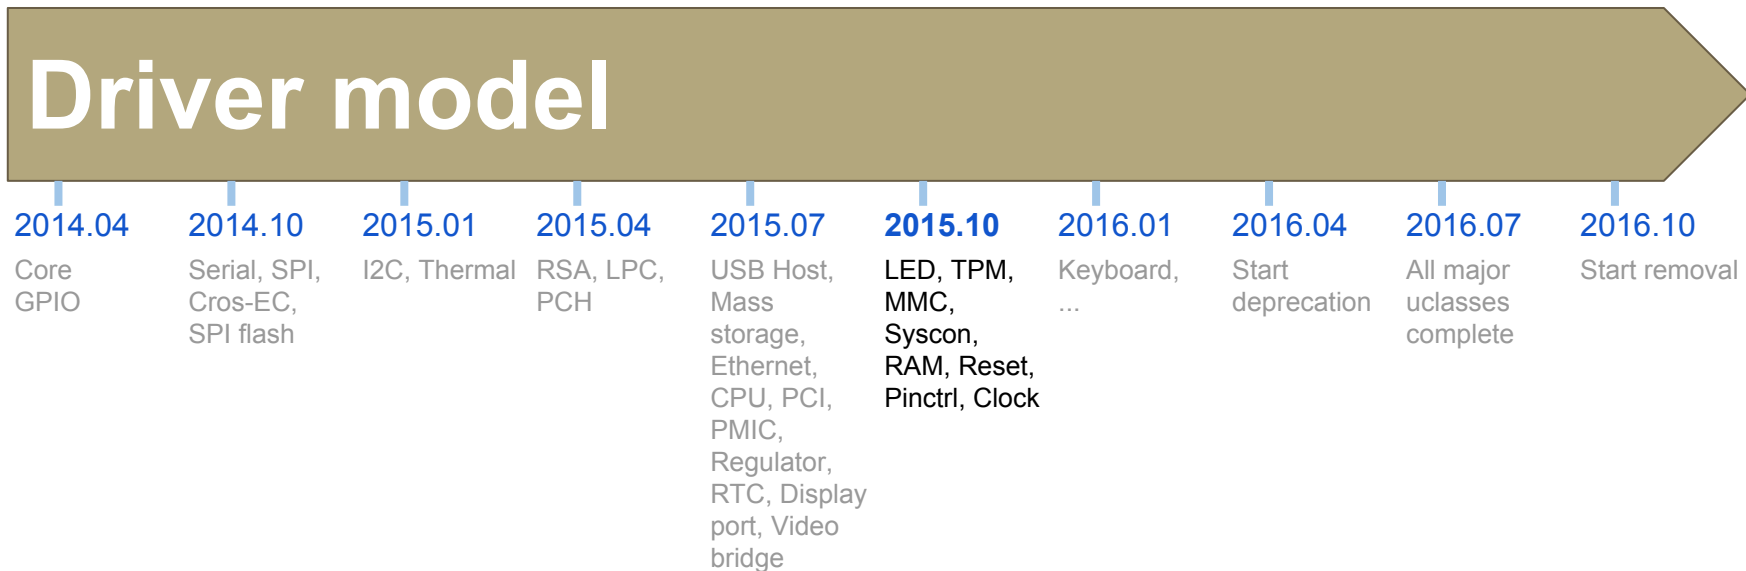 Driver model
2014.04
Core
GPIO
2014.10
Serial, SPI,
Cros-EC,
SPI flash
2015.01
I2C, Thermal
2015.04
RSA, LPC,
PCH
2015.07
USB Host,
Mass
storage,
Ethernet,
CPU, PCI,
PMIC,
Regulator,
RTC, Display
port, Video
bridge
2015.10
LED, TPM,
MMC,
Syscon,
RAM, Reset,
Pinctrl, Clock
2016.01
Keyboard,
...
2016.04
Start
deprecation
2016.07
All major
uclasses
complete
2016.10
Start removal